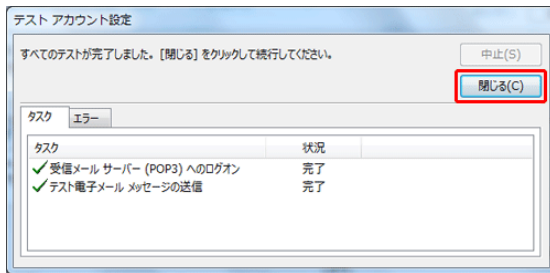 テスト アカウント設定
すべてのテストが完了しました。[閉じる] をクリックして続行してください。
中止(S)
閉じる(C)
タスク エラー
タスク 状況
受信メール サーバー (POP3) へのログオン 完了
テスト電子メール メッセージの送信 完了